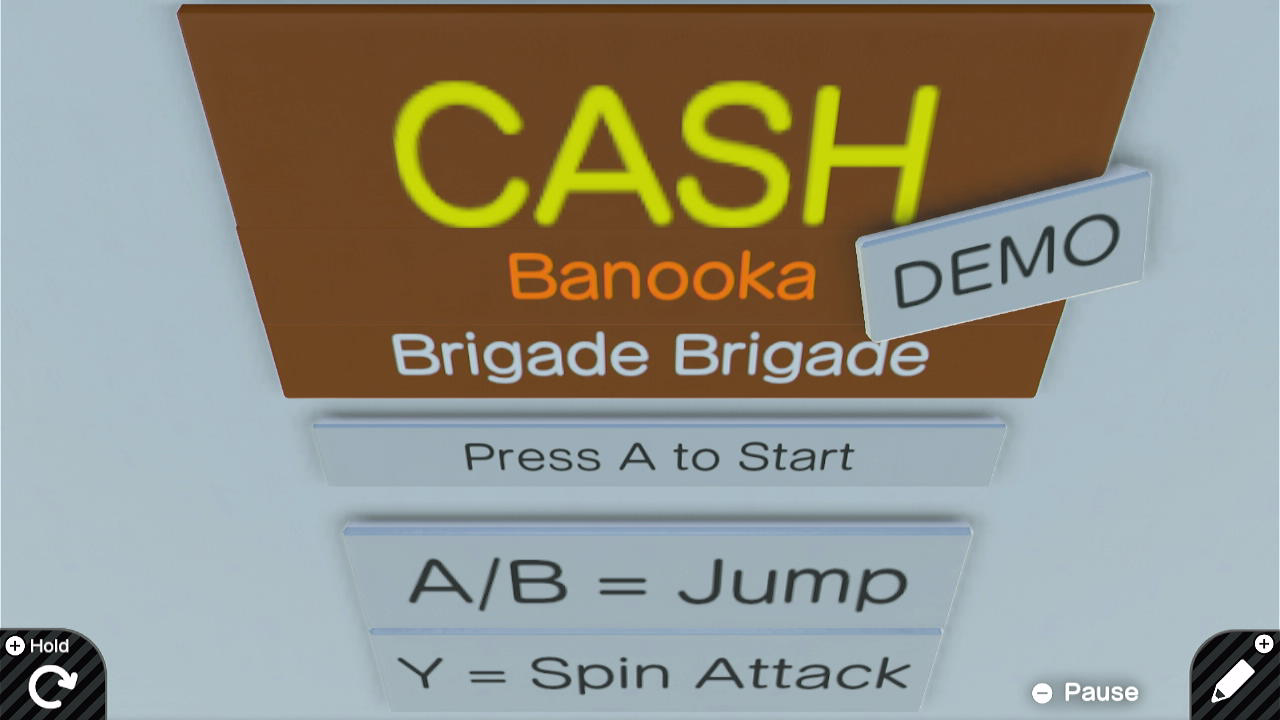 CASH
Banooka
DEMO
Brigade Brigade
Press A to Start
A/B = Jump
Y = Spin Attack
Hold
Pause